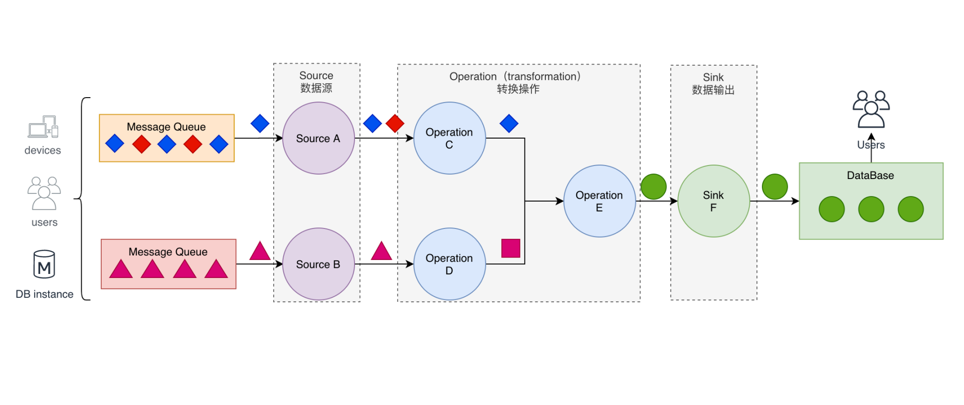 devices
users
DB instance
M
Message Queue
Message Queue
Source
数据源
Source A
Source B
Operation（transformation）
转换操作
Operation
C
Operation
D
Operation
E
Sink
数据输出
Sink
F
Users
DataBase